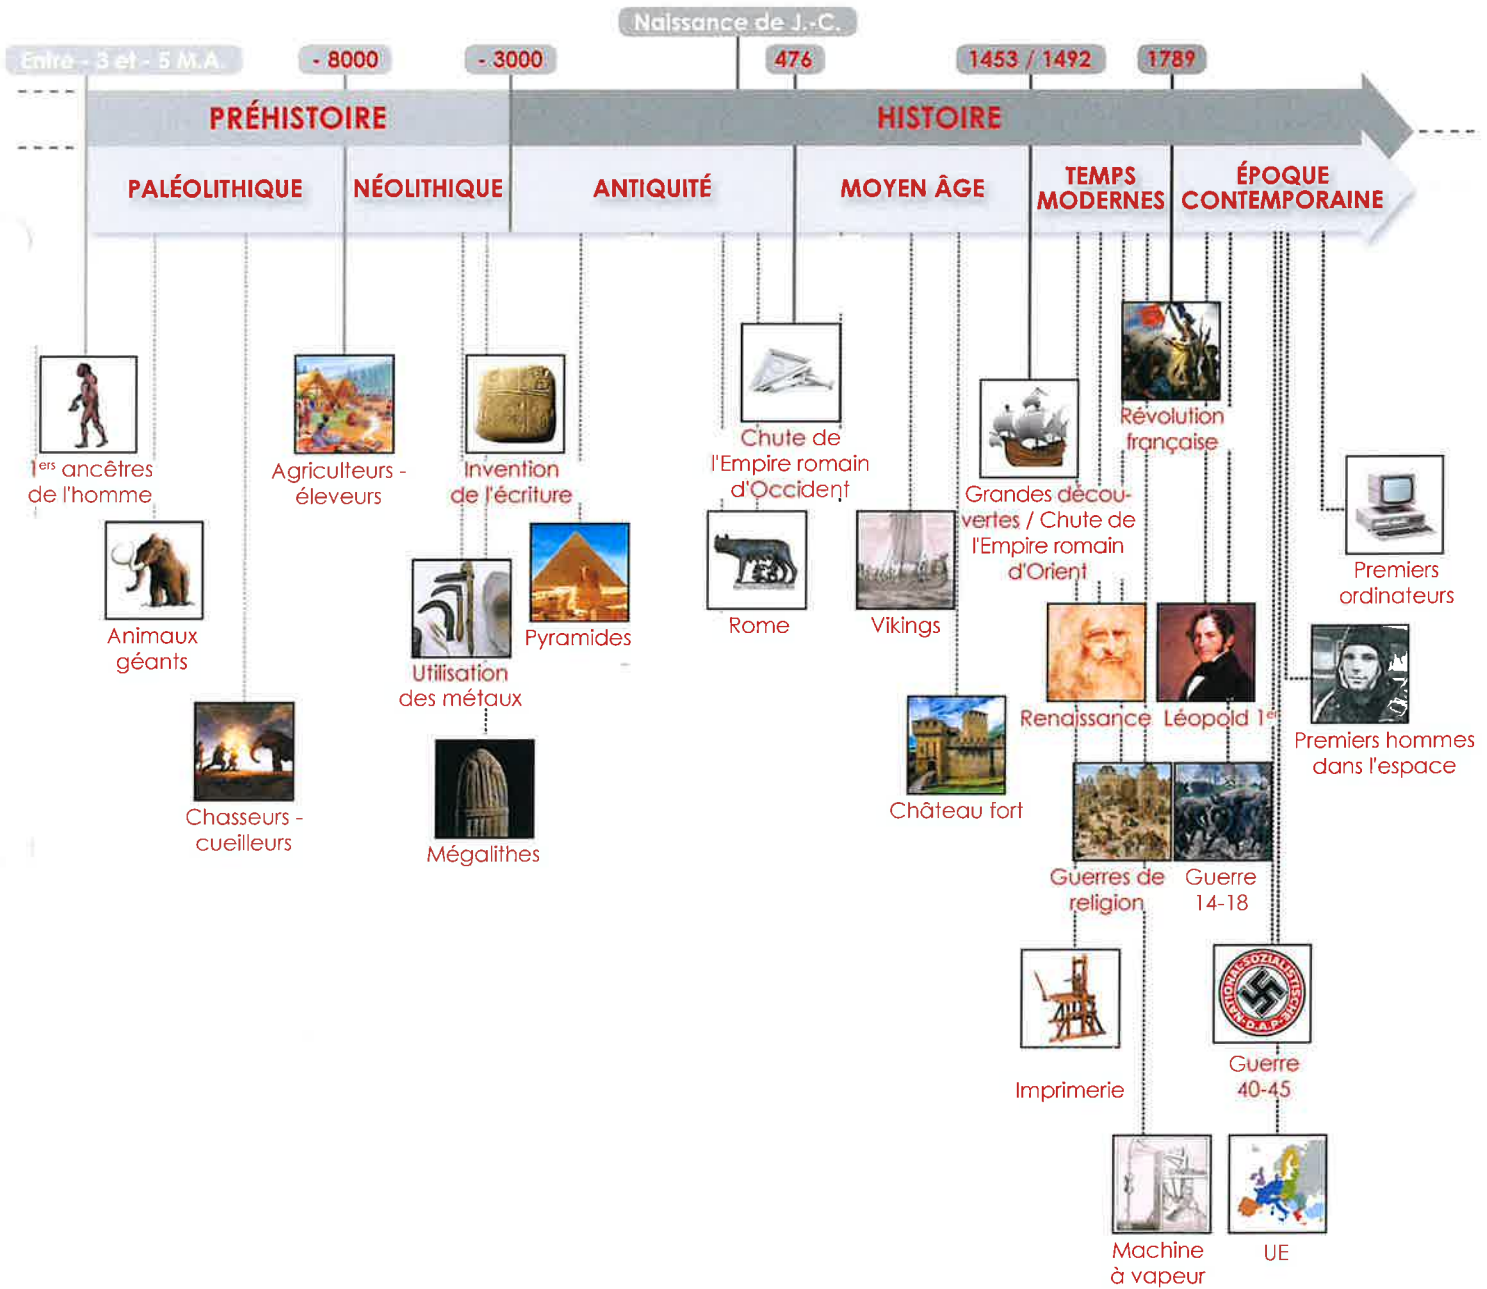 Naissance de J.-C.
Entre - 3 et - 5 M.A.
- 8000
- 3000
476
1453 / 1492
1789
PRÉHISTOIRE
HISTOIRE
PALÉOLITHIQUE
NÉOLITHIQUE
ANTIQUITÉ
MOYEN ÂGE
TEMPS
MODERNES
ÉPOQUE
CONTEMPORAINE
1ers ancêtres
de l'homme
Agriculteurs -
éleveurs
Invention
de l'écriture
Chute de
l'Empire romain
d'Occident
Grandes décou-
vertes / Chute de
l'Empire romain
d'Orient
Révolution
française
Premiers
ordinateurs
Animaux
géants
Utilisation
des métaux
Pyramides
Rome
Vikings
Renaissance
Léopold 1er
Premiers hommes
dans l'espace
Chasseurs -
cueilleurs
Mégalithes
Château fort
Guerres de
religion
Guerre
14-18
Imprimerie
NATIONAL-SOZIALISTISCHE
D.A.P.
Guerre
40-45
Machine
à vapeur
UE